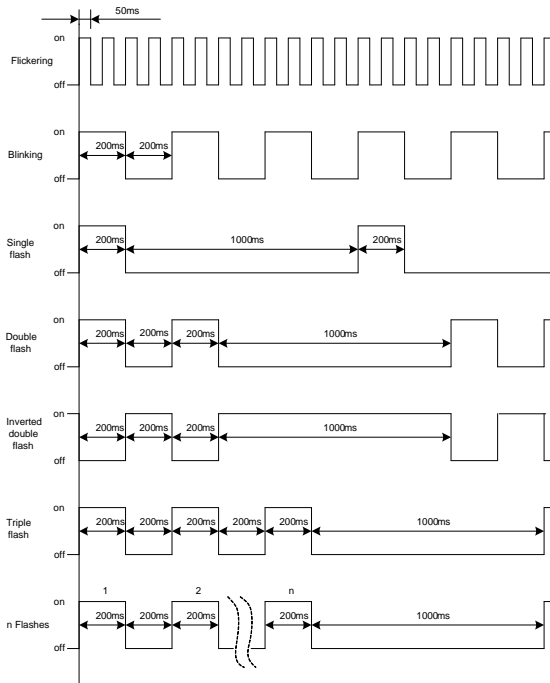 50ms
on
Flickering
off
on
Blinking
200ms 200ms
off
on
Single
flash
200ms 1000ms 200ms
off
on
Double
flash
200ms 200ms 200ms 1000ms
off
on
Inverted
double
flash
200ms 200ms 200ms 1000ms
off
on
Triple
flash
200ms 200ms 200ms 200ms 200ms 1000ms
off
1 2 n
on
n Flashes
200ms 200ms 200ms 200ms 1000ms
off